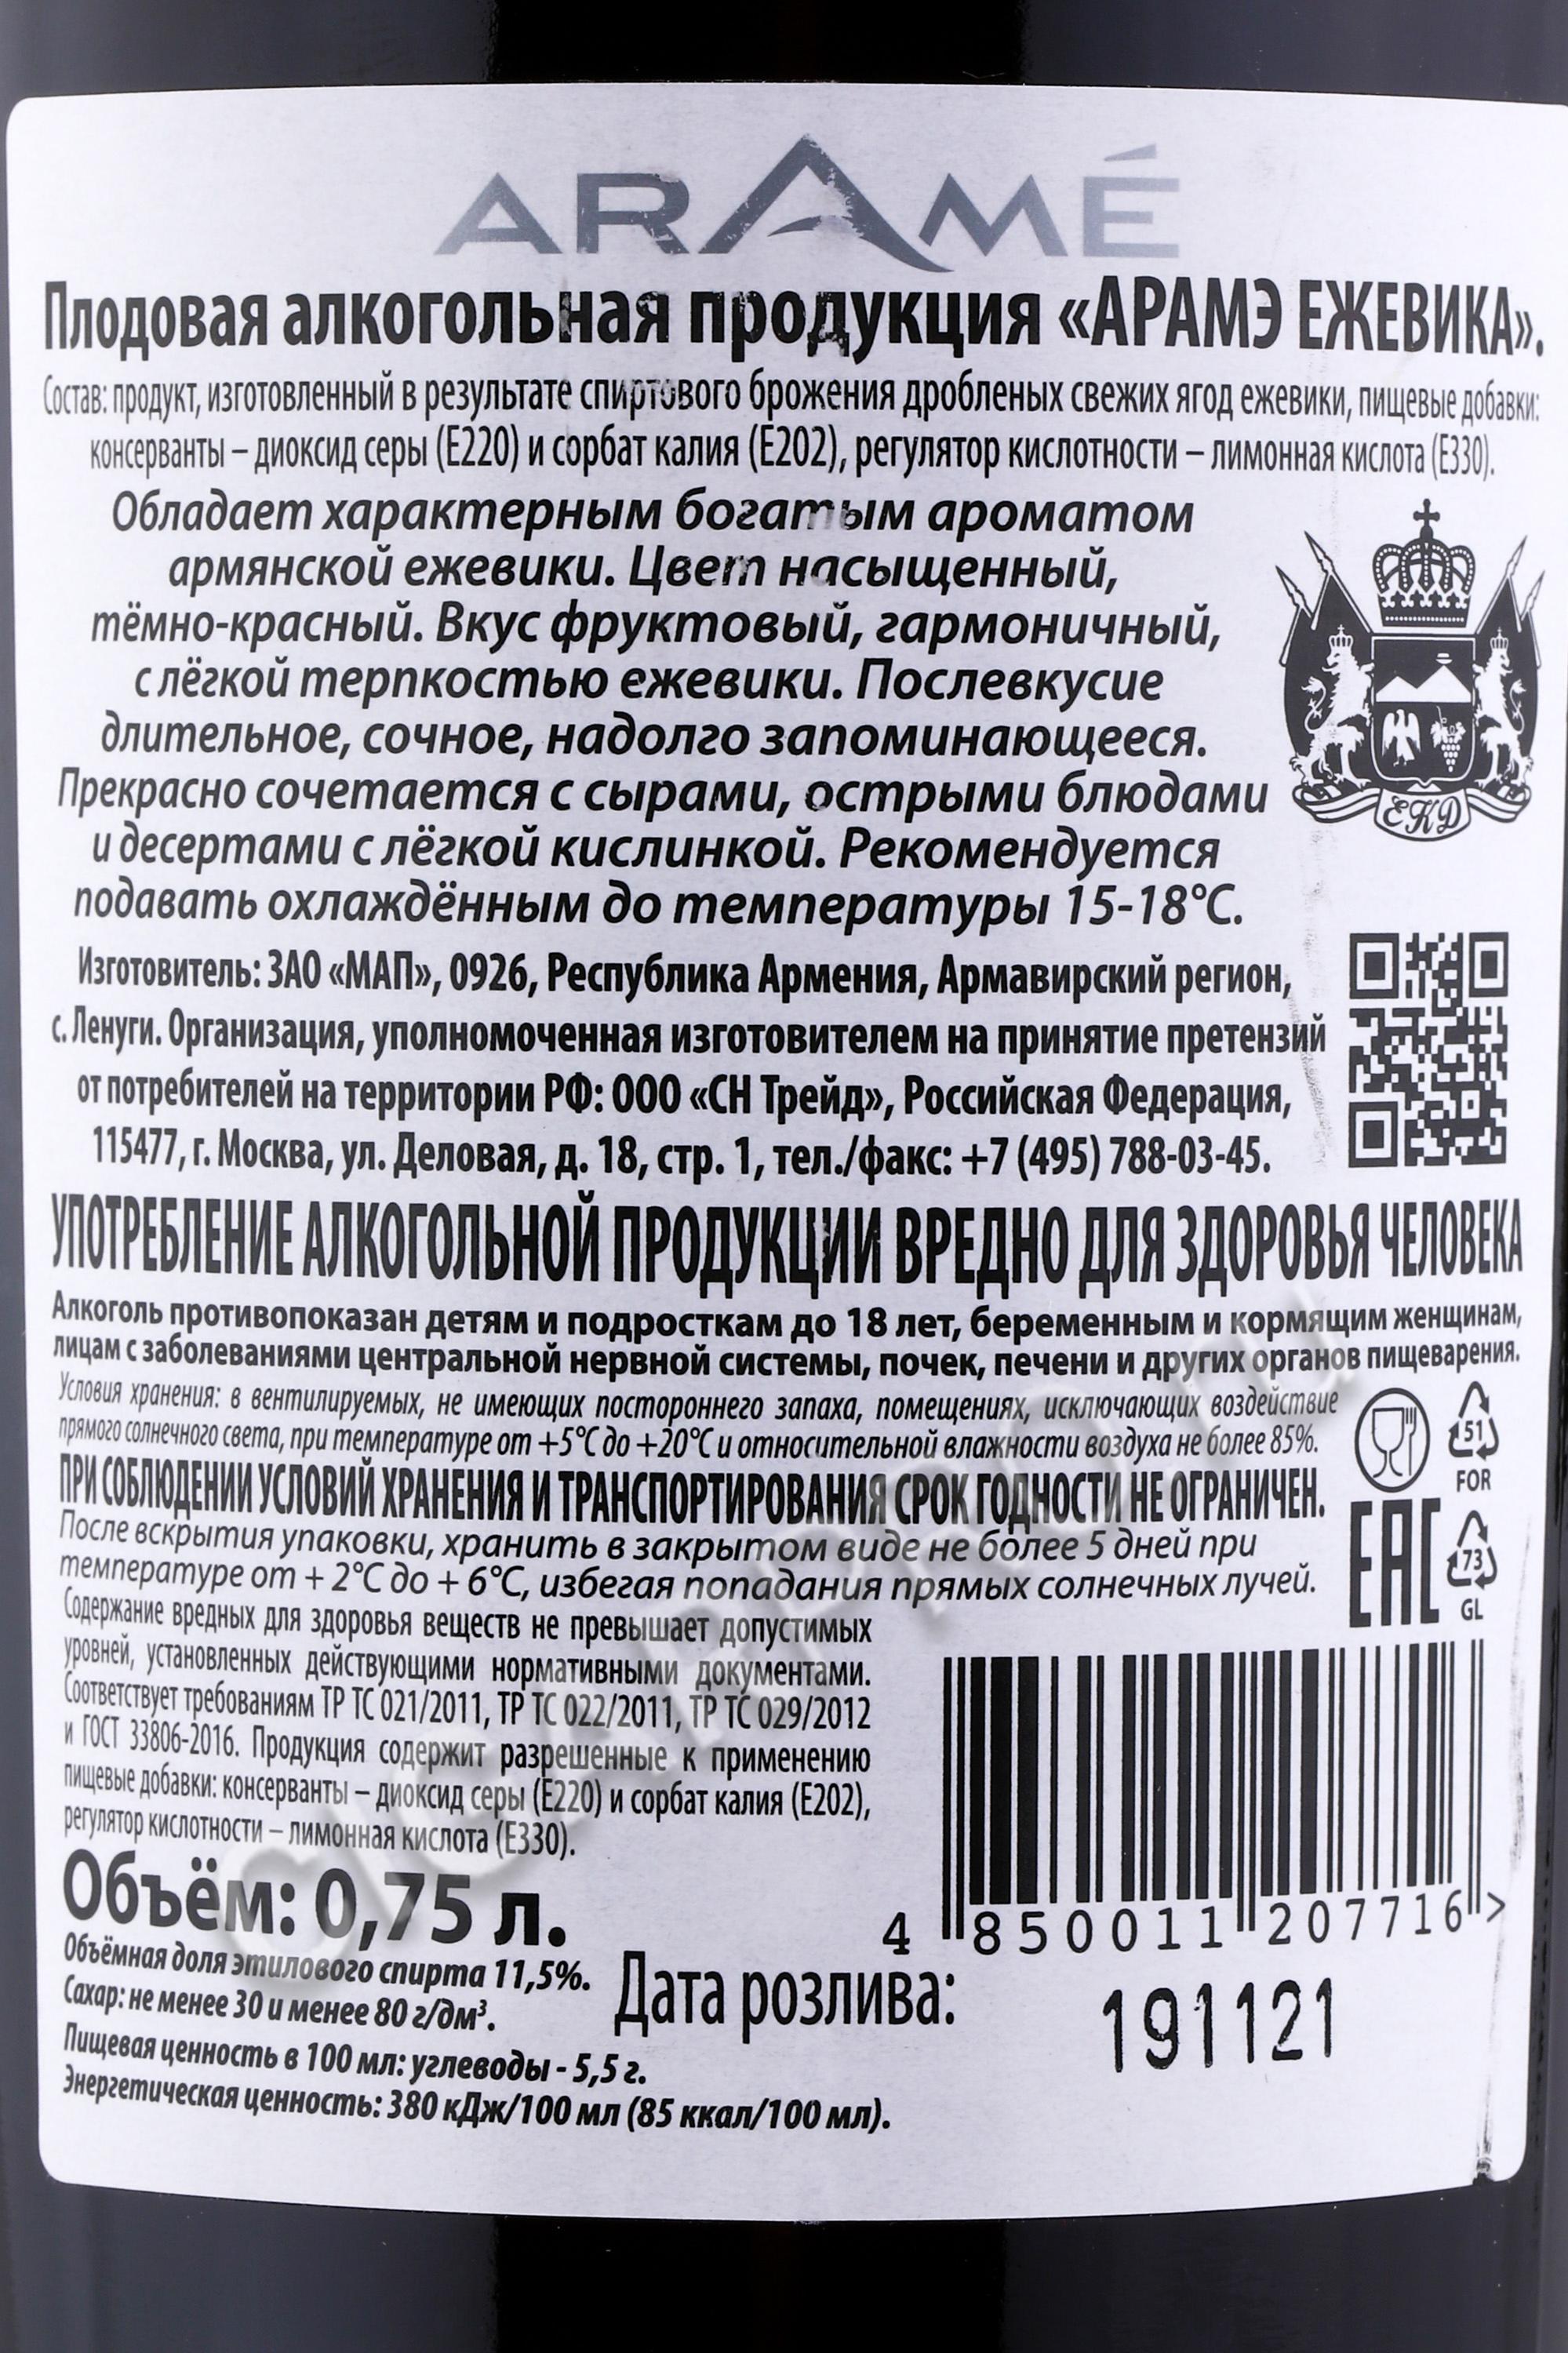 ARAMÉ
Плодовая алкогольная продукция «АРАМЭ ЕЖЕВИКА».
Состав: продукт, изготовленный в результате спиртового брожения дробленых свежих ягод ежевики, пищевые добавки:
консерванты – диоксид серы (Е220) и сорбат калия (Е202), регулятор кислотности – лимонная кислота (Е330).
Обладает характерным богатым ароматом
армянской ежевики. Цвет насыщенный,
тёмно-красный. Вкус фруктовый, гармоничный,
с лёгкой терпкостью ежевики. Послевкусие
длительное, сочное, надолго запоминающееся.
Прекрасно сочетается с сырами, острыми блюдами
и десертами с лёгкой кислинкой. Рекомендуется
подавать охлаждённым до температуры 15-18°С.
ЕКД
Изготовитель: ЗАО «МАП», 0926, Республика Армения, Армавирский регион,
с. Ленуги. Организация, уполномоченная изготовителем на принятие претензий
от потребителей на территории РФ: ООО «СН Трейд», Российская Федерация,
115477, г. Москва, ул. Деловая, д. 18, стр. 1, тел./факс: +7 (495) 788-03-45.
УПОТРЕБЛЕНИЕ АЛКОГОЛЬНОЙ ПРОДУКЦИИ ВРЕДНО ДЛЯ ЗДОРОВЬЯ ЧЕЛОВЕКА
Алкоголь противопоказан детям и подросткам до 18 лет, беременным и кормящим женщинам,
лицам с заболеваниями центральной нервной системы, почек, печени и других органов пищеварения.
Условия хранения: в вентилируемых, не имеющих постороннего запаха, помещениях, исключающих воздействие
прямого солнечного света, при температуре от +5°С до +20°С и относительной влажности воздуха не более 85%.
ПРИ СОБЛЮДЕНИИ УСЛОВИЙ ХРАНЕНИЯ И ТРАНСПОРТИРОВАНИЯ СРОК ГОДНОСТИ НЕ ОГРАНИЧЕН.
После вскрытия упаковки, хранить в закрытом виде не более 5 дней при
температуре от + 2°С до + 6°С, избегая попадания прямых солнечных лучей.
51
FOR
EAC
73
GL
Содержание вредных для здоровья веществ не превышает допустимых
уровней, установленных действующими нормативными документами.
Соответствует требованиям ТР ТС 021/2011, ТР ТС 022/2011, ТР ТС 029/2012
и ГОСТ 33806-2016. Продукция содержит разрешенные к применению
пищевые добавки: консерванты – диоксид серы (Е220) и сорбат калия (Е202),
регулятор кислотности – лимонная кислота (Е330).
4 850011 207716 >
Объём: 0,75 л.
Объёмная доля этилового спирта 11,5%.
Сахар: не менее 30 и менее 80 г/дм³.
Дата розлива: 191121
Пищевая ценность в 100 мл: углеводы - 5,5 г.
Энергетическая ценность: 380 кДж/100 мл (85 ккал/100 мл).